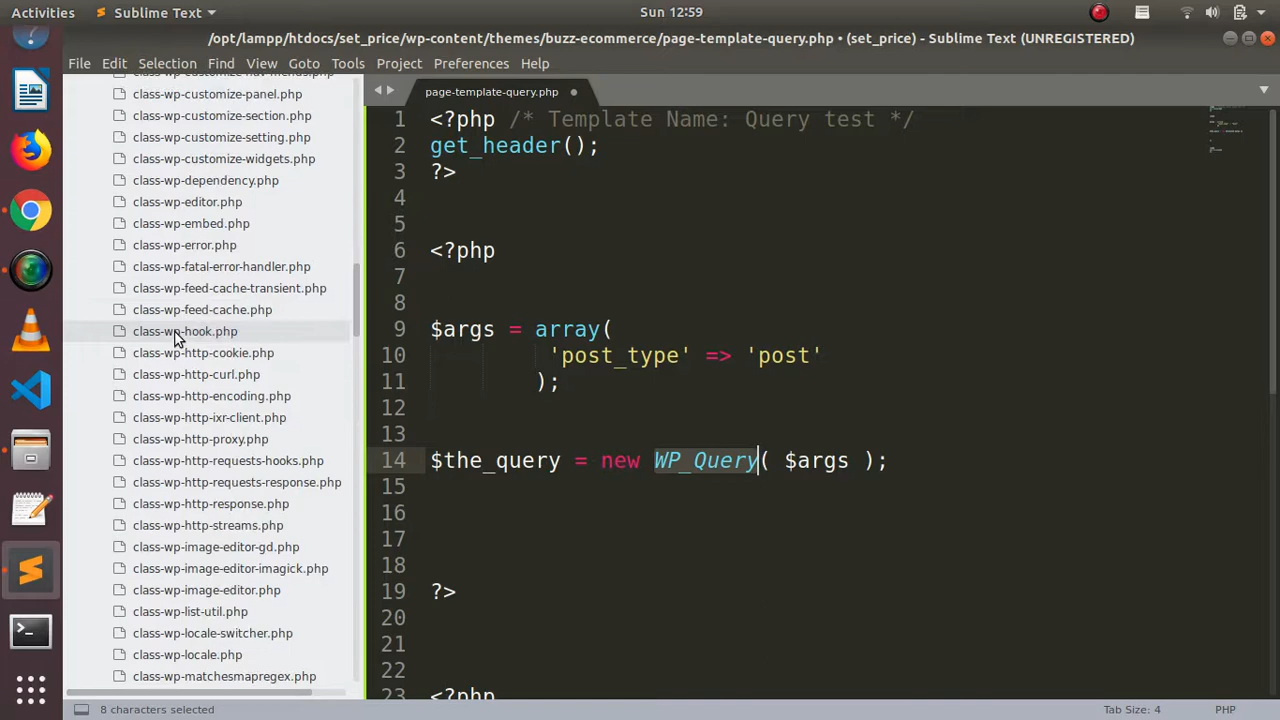 Activities
Sublime Text
Sun 12:59
/opt/lampp/htdocs/set_price/wp-content/themes/buzz-ecommerce/page-template-query.php • (set_price) - Sublime Text (UNREGISTERED)
File Edit Selection Find View Goto Tools Project Preferences Help
class-wp-customize-nav-menus.php
class-wp-customize-panel.php
class-wp-customize-section.php
class-wp-customize-setting.php
class-wp-customize-widgets.php
class-wp-dependency.php
class-wp-editor.php
class-wp-embed.php
class-wp-error.php
class-wp-fatal-error-handler.php
class-wp-feed-cache-transient.php
class-wp-feed-cache.php
class-wp-hook.php
class-wp-http-cookie.php
class-wp-http-curl.php
class-wp-http-encoding.php
class-wp-http-ixr-client.php
class-wp-http-proxy.php
class-wp-http-requests-hooks.php
class-wp-http-requests-response.php
class-wp-http-response.php
class-wp-http-streams.php
class-wp-image-editor-gd.php
class-wp-image-editor-imagick.php
class-wp-image-editor.php
class-wp-list-util.php
class-wp-locale-switcher.php
class-wp-locale.php
class-wp-matchesmapregex.php
page-template-query.php
1 <?php /* Template Name: Query test */
2 get_header();
3 ?>
4
5
6 <?php
7
8
9 $args = array(
10 'post_type' => 'post'
11 );
12
13
14 $the_query = new WP_Query( $args );
15
16
17
18
19 ?>
20
21
22
23 <?php
8 characters selected
Tab Size: 4
PHP